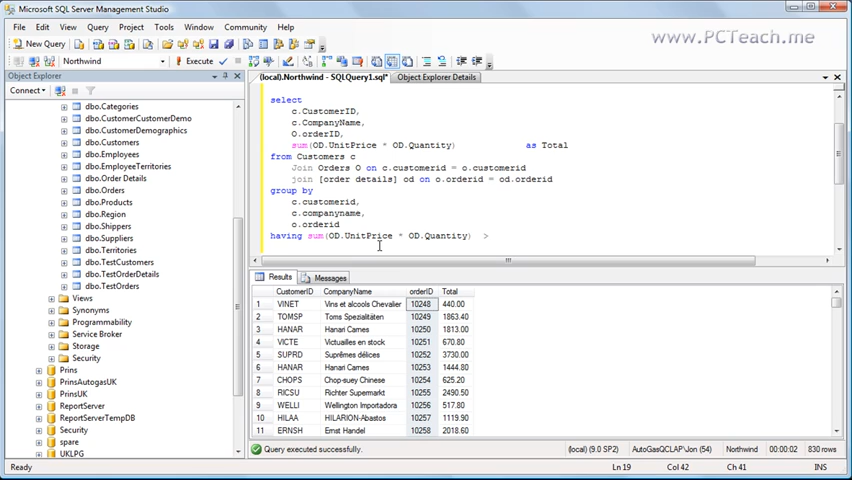 Microsoft SQL Server Management Studio
www.PCTeach.me
File Edit View Query Project Tools Window Community Help
New Query
Northwind
Execute
Object Explorer
(local).Northwind - SQLQuery1.sql*
Object Explorer Details
Connect
dbo.Categories
dbo.CustomerCustomerDemo
dbo.CustomerDemographics
dbo.Customers
dbo.Employees
dbo.EmployeeTerritories
dbo.Order Details
dbo.Orders
dbo.Products
dbo.Region
dbo.Shippers
dbo.Suppliers
dbo.Territories
dbo.TestCustomers
dbo.TestOrderDetails
dbo.TestOrders
Views
Synonyms
Programmability
Service Broker
Storage
Security
Prins
PrinsAutogasUK
PrinsUK
ReportServer
ReportServerTempDB
Security
spare
UKLPG
select
c.CustomerID,
c.CompanyName,
O.orderID,
sum(OD.UnitPrice * OD.Quantity) as Total
from Customers c
Join Orders O on c.customerid = o.customerid
join [order details] od on o.orderid = od.orderid
group by
c.customerid,
c.companyname,
o.orderid
having sum(OD.UnitPrice * OD.Quantity) >
Results Messages
CustomerID CompanyName orderID Total
1 VINET Vins et alcools Chevalier 10248 440.00
2 TOMSP Toms Spezialitäten 10249 1863.40
3 HANAR Hanari Carnes 10250 1813.00
4 VICTE Victuailles en stock 10251 670.80
5 SUPRD Suprêmes délices 10252 3730.00
6 HANAR Hanari Carnes 10253 1444.80
7 CHOPS Chop-suey Chinese 10254 625.20
8 RICSU Richter Supermarkt 10255 2490.50
9 WELLI Wellington Importadora 10256 517.80
10 HILAA HILARION-Abastos 10257 1119.90
11 ERNSH Ernst Handel 10258 2018.60
Query executed successfully.
(local) (9.0 SP2)
AutoGasQCLAP\Jon (54)
Northwind
00:00:02
830 rows
Ready
Ln 19
Col 42
Ch 41
INS